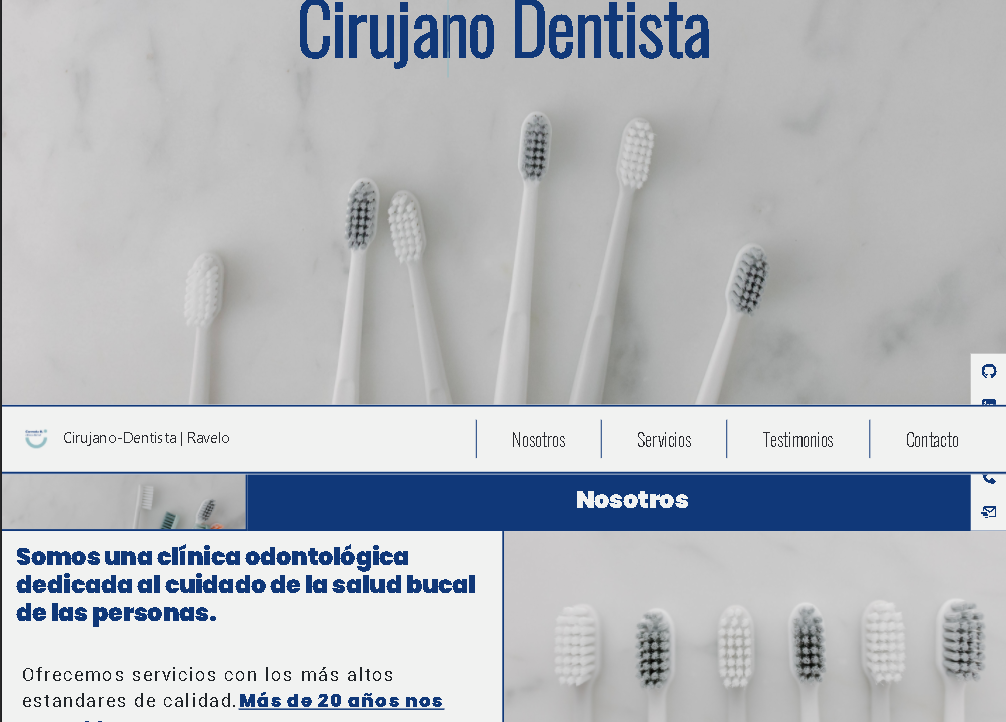 Cirujano Dentista
Cirujano-Dentista | Ravelo
Nosotros
Servicios
Testimonios
Contacto
Nosotros
Somos una clínica odontológica
dedicada al cuidado de la salud bucal
de las personas.
Ofrecemos servicios con los más altos
estandares de calidad. Más de 20 años nos